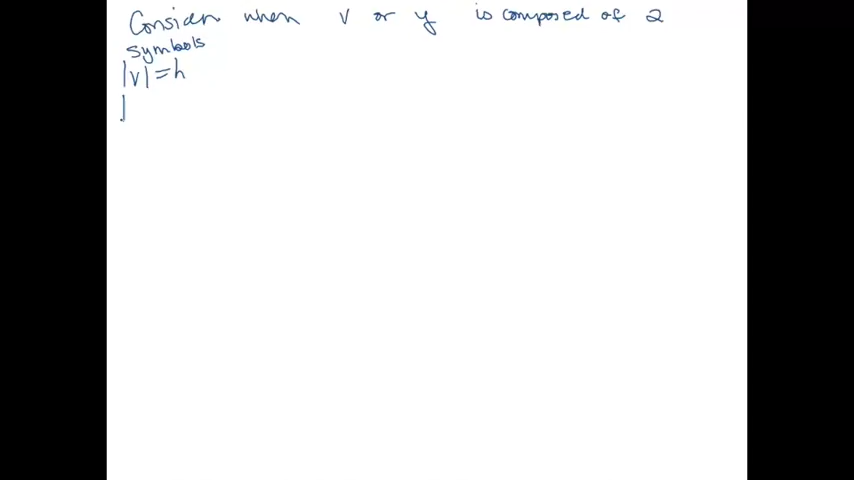 Consider when v or y is composed of 2
symbols
|v|=h
|